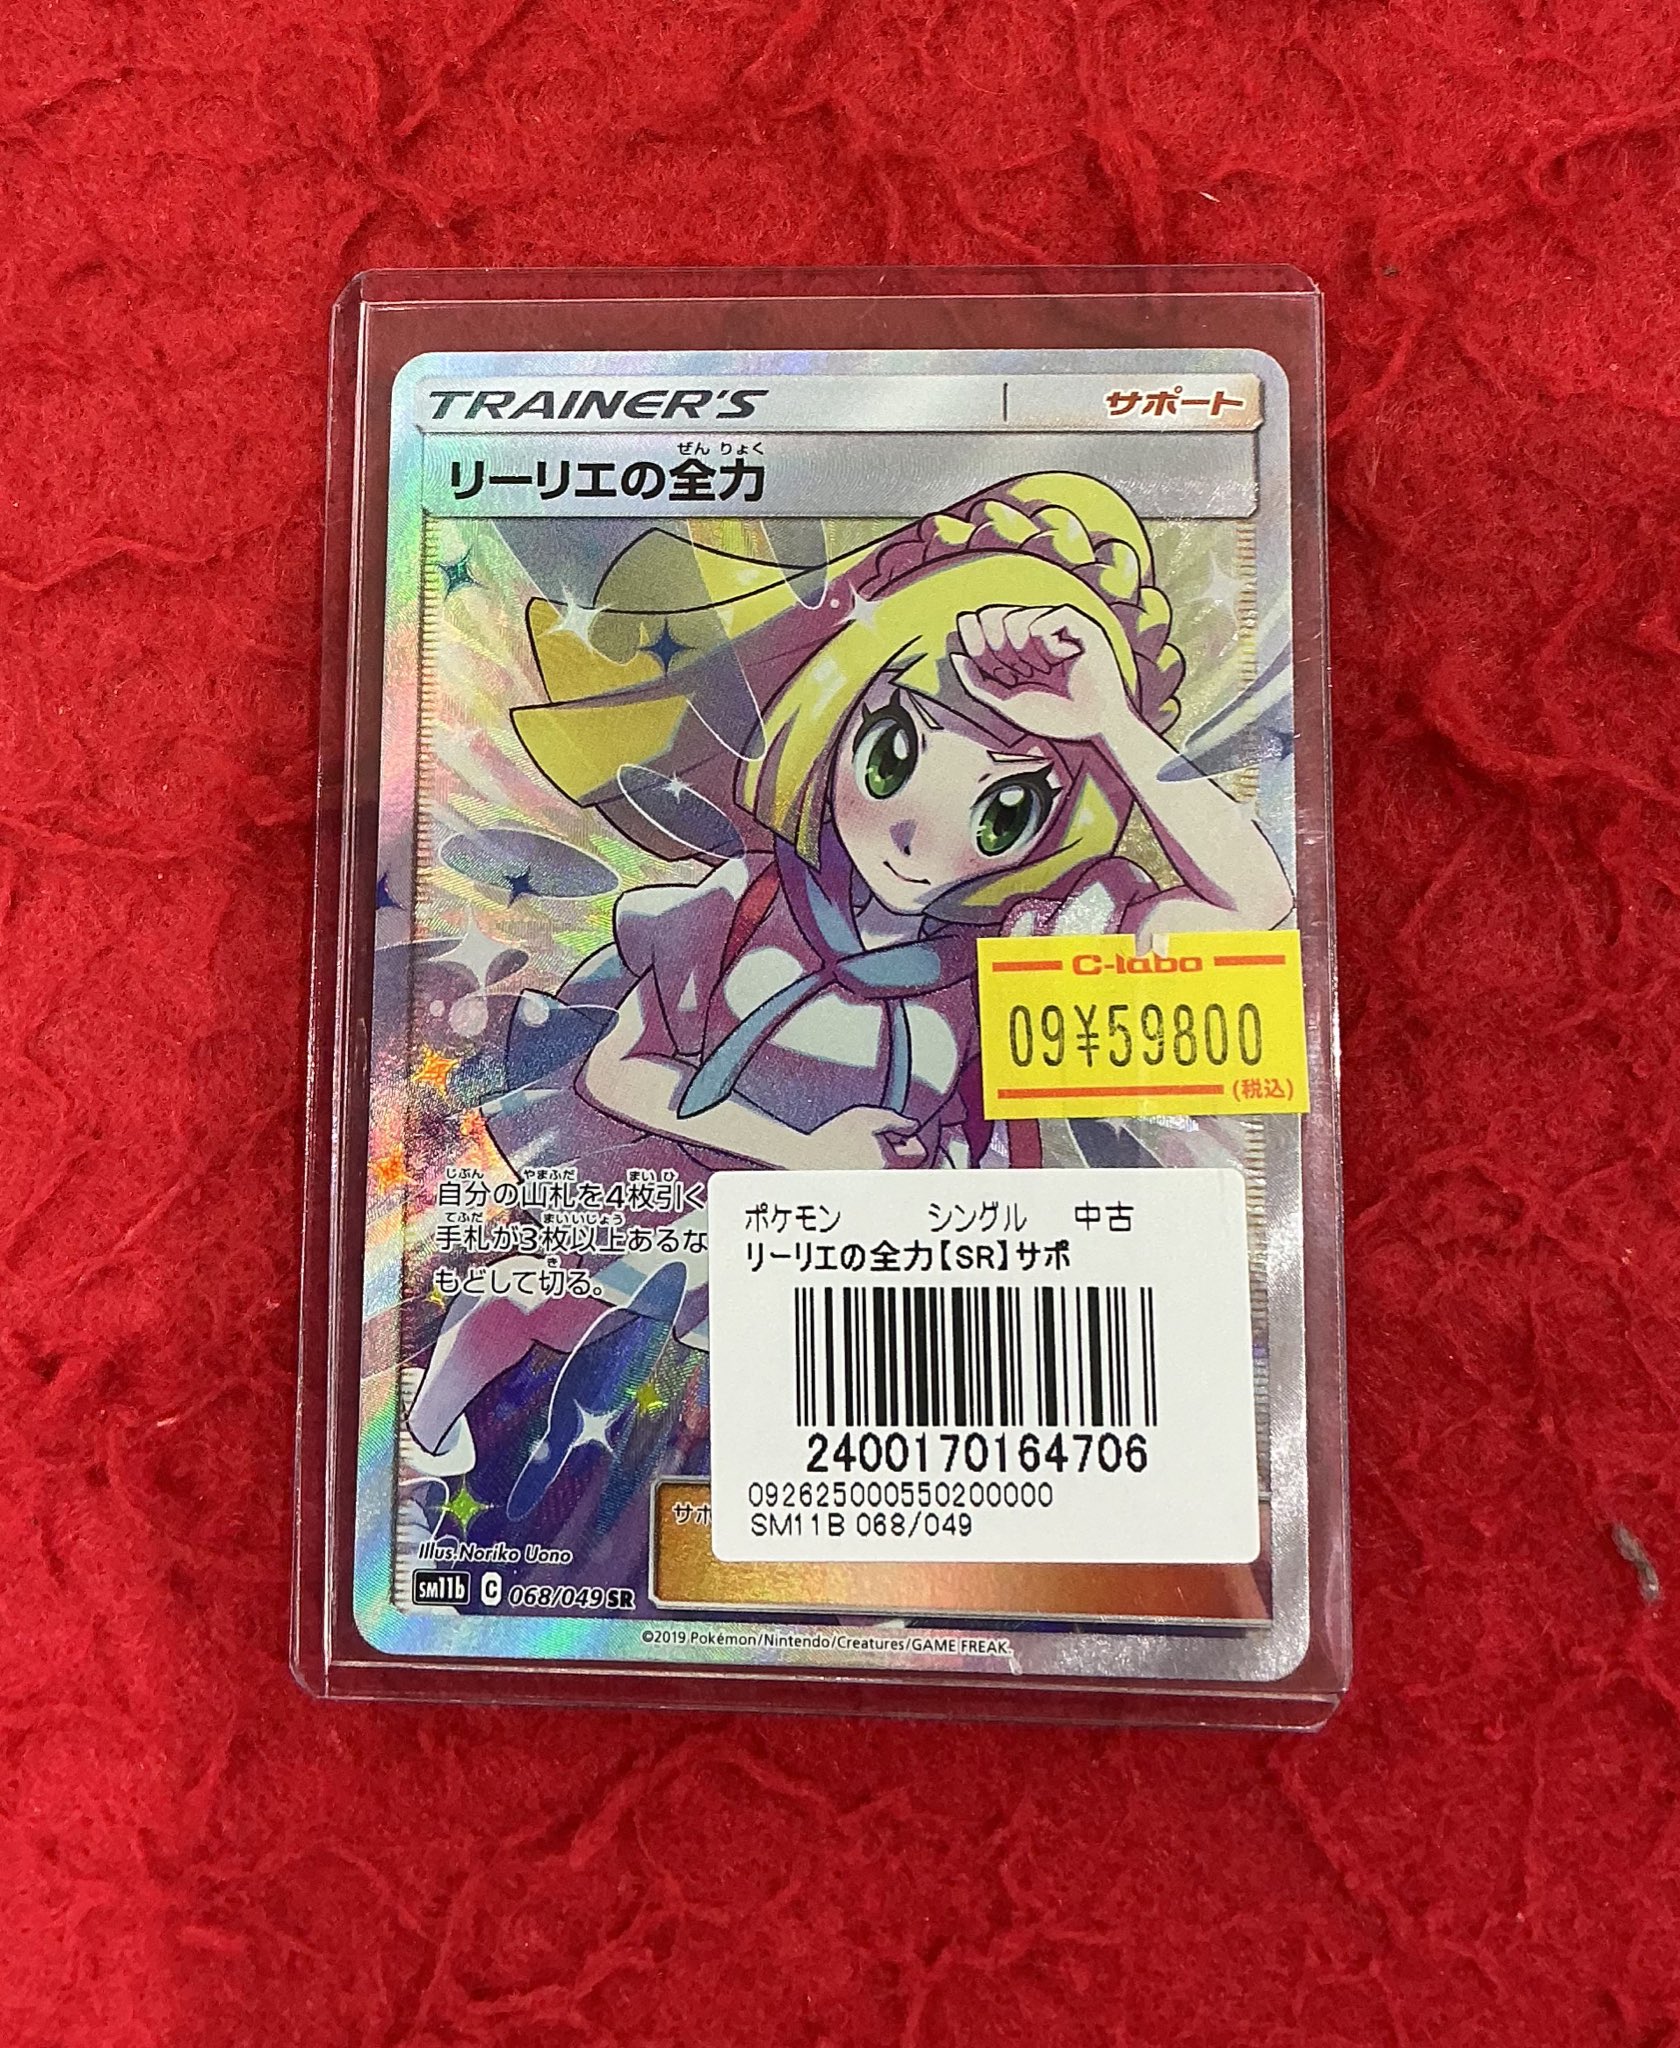 TRAINER'S
サポート
ぜんりょく
リーリエの全力
C-labo
09¥59800
(税込)
じぶん やまふだ まい ひ
自分の山札を4枚引く
てふだ まいいじょう
手札が3枚以上あるな
き
もどして切る。
ポケモン シングル 中古
リーリエの全力【SR】サポ
2400170164706
092625000550200000
SM11B 068/049
サポ
Illus. Noriko Uono
SM11b C 068/049 SR
©2019 Pokémon/Nintendo/Creatures/GAME FREAK.